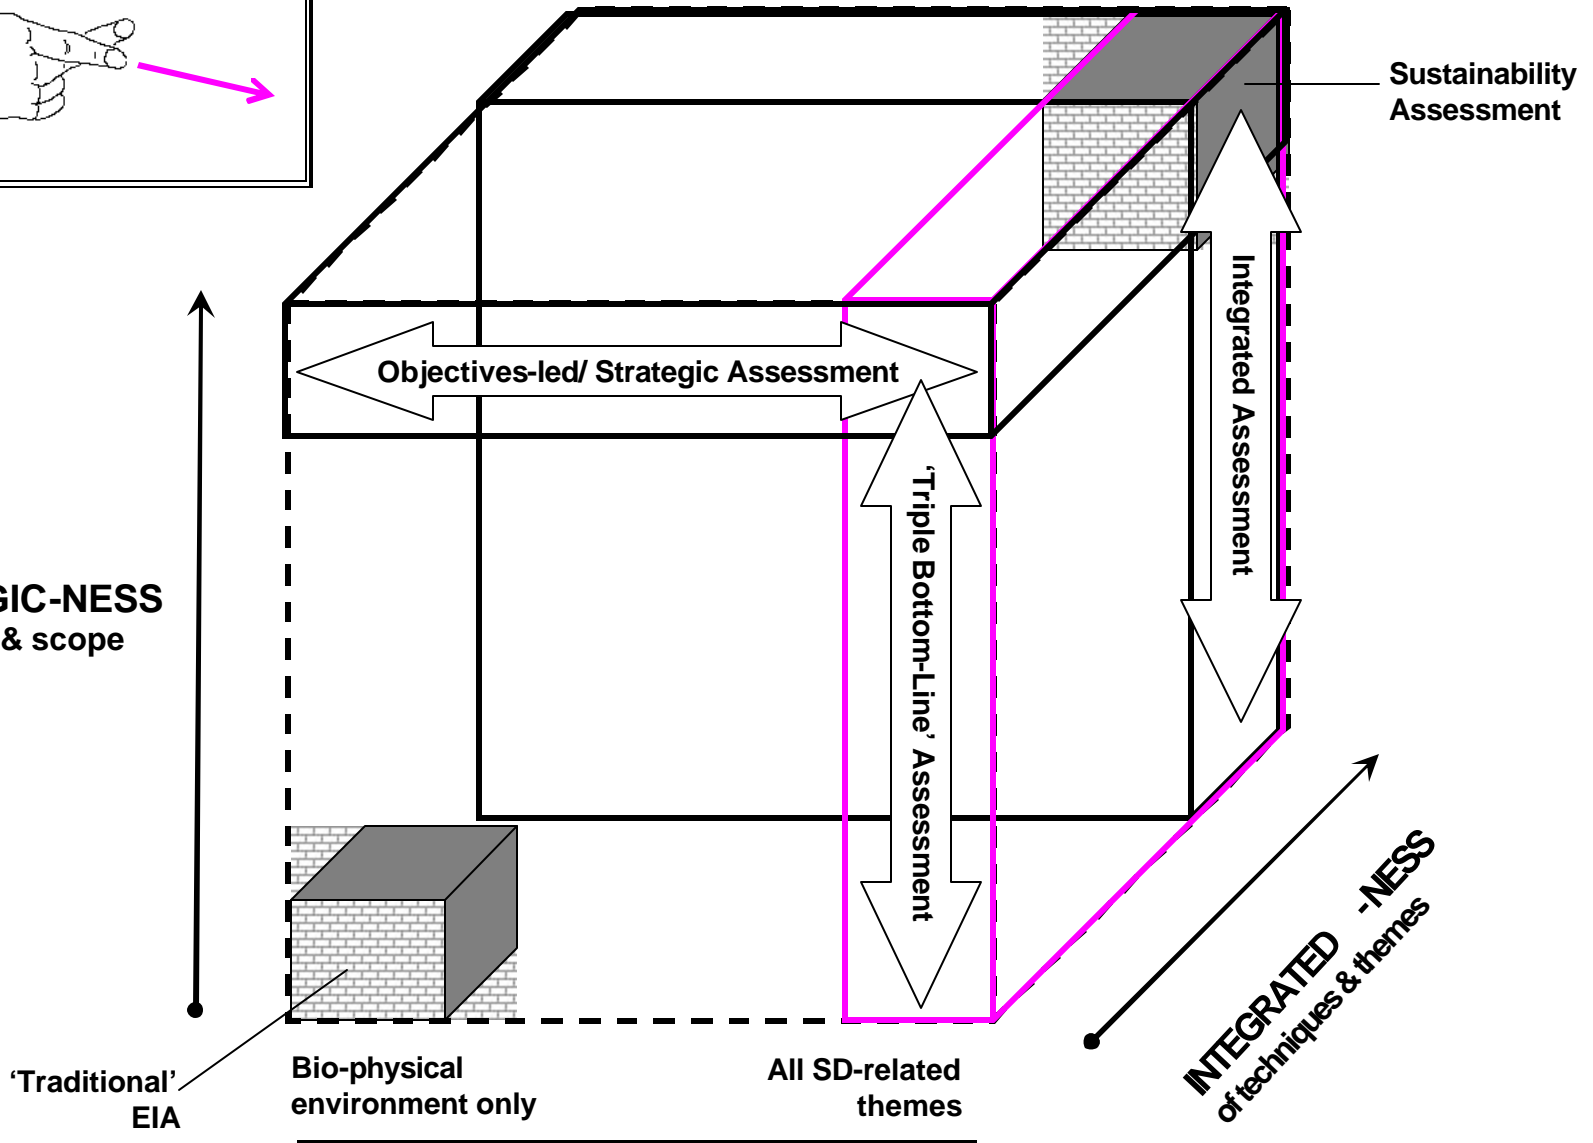 Sustainability
Assessment
Objectives-led/ Strategic Assessment
Integrated Assessment
‘Triple Bottom-Line’ Assessment
GIC-NESS
& scope
INTEGRATED -NESS
of techniques & themes
‘Traditional’
EIA
Bio-physical
environment only
All SD-related
themes